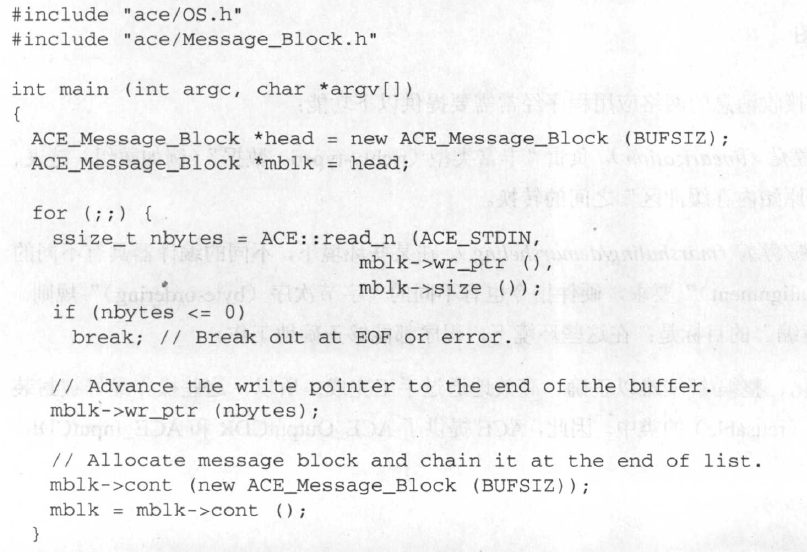 #include "ace/OS.h"
#include "ace/Message_Block.h"
int main (int argc, char *argv[])
{
ACE_Message_Block *head = new ACE_Message_Block (BUFSIZ);
ACE_Message_Block *mblk = head;
for (;;) {
ssize_t nbytes = ACE::read_n (ACE_STDIN,
mblk->wr_ptr (),
mblk->size ());
if (nbytes <= 0)
break; // Break out at EOF or error.
// Advance the write pointer to the end of the buffer.
mblk->wr_ptr (nbytes);
// Allocate message block and chain it at the end of list.
mblk->cont (new ACE_Message_Block (BUFSIZ));
mblk = mblk->cont ();
}